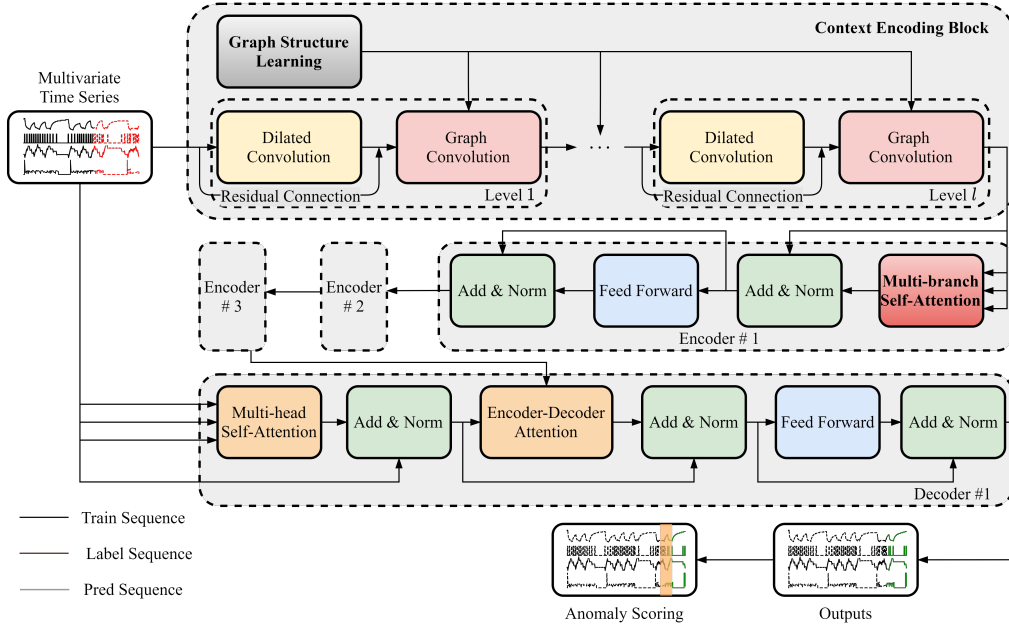 Context Encoding Block
Graph Structure
Learning
Multivariate
Time Series
Dilated
Convolution
Graph
Convolution
. . .
Dilated
Convolution
Graph
Convolution
Residual Connection
Level 1
Residual Connection
Level l
Encoder
# 3
Encoder
# 2
Add & Norm
Feed Forward
Add & Norm
Multi-branch
Self-Attention
Encoder # 1
Multi-head
Self-Attention
Add & Norm
Encoder-Decoder
Attention
Add & Norm
Feed Forward
Add & Norm
Decoder #1
Train Sequence
Label Sequence
Pred Sequence
Anomaly Scoring
Outputs